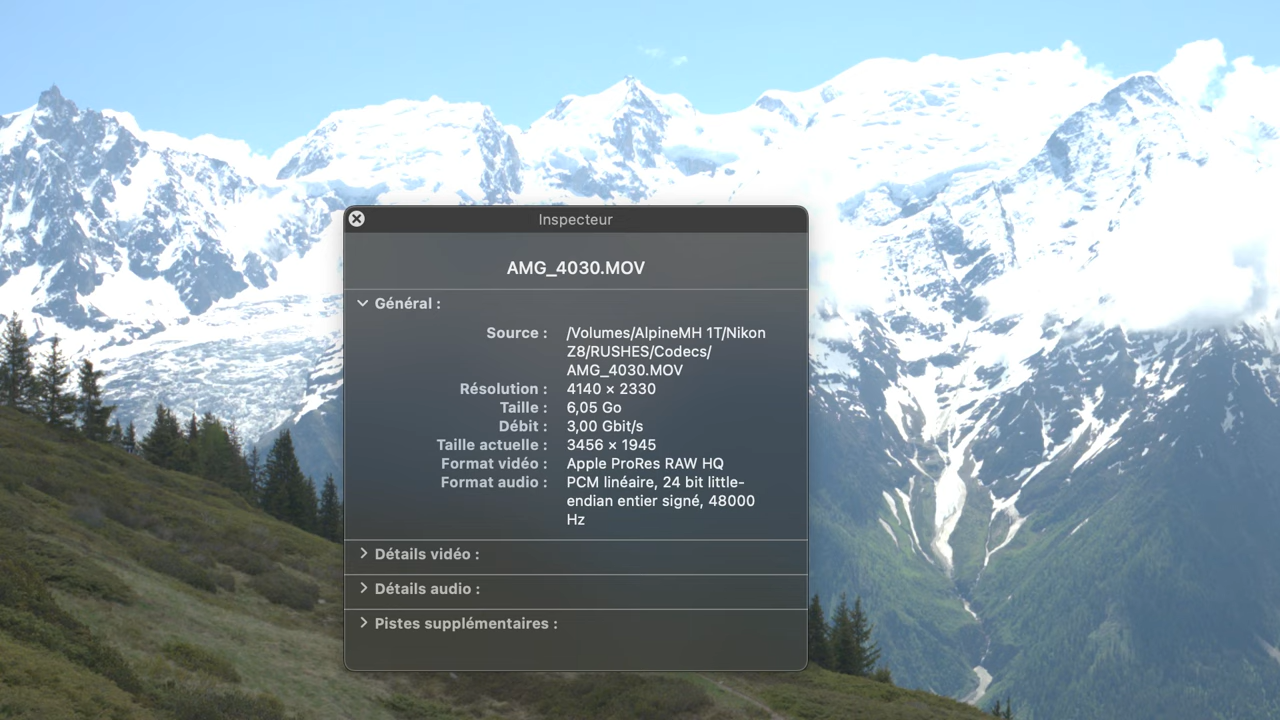 Inspecteur
AMG_4030.MOV
Général :
Source : /Volumes/AlpineMH 1T/Nikon
Z8/RUSHES/Codecs/
AMG_4030.MOV
Résolution : 4140 × 2330
Taille : 6,05 Go
Débit : 3,00 Gbit/s
Taille actuelle : 3456 × 1945
Format vidéo : Apple ProRes RAW HQ
Format audio : PCM linéaire, 24 bit little-
endian entier signé, 48000
Hz
Détails vidéo :
Détails audio :
Pistes supplémentaires :